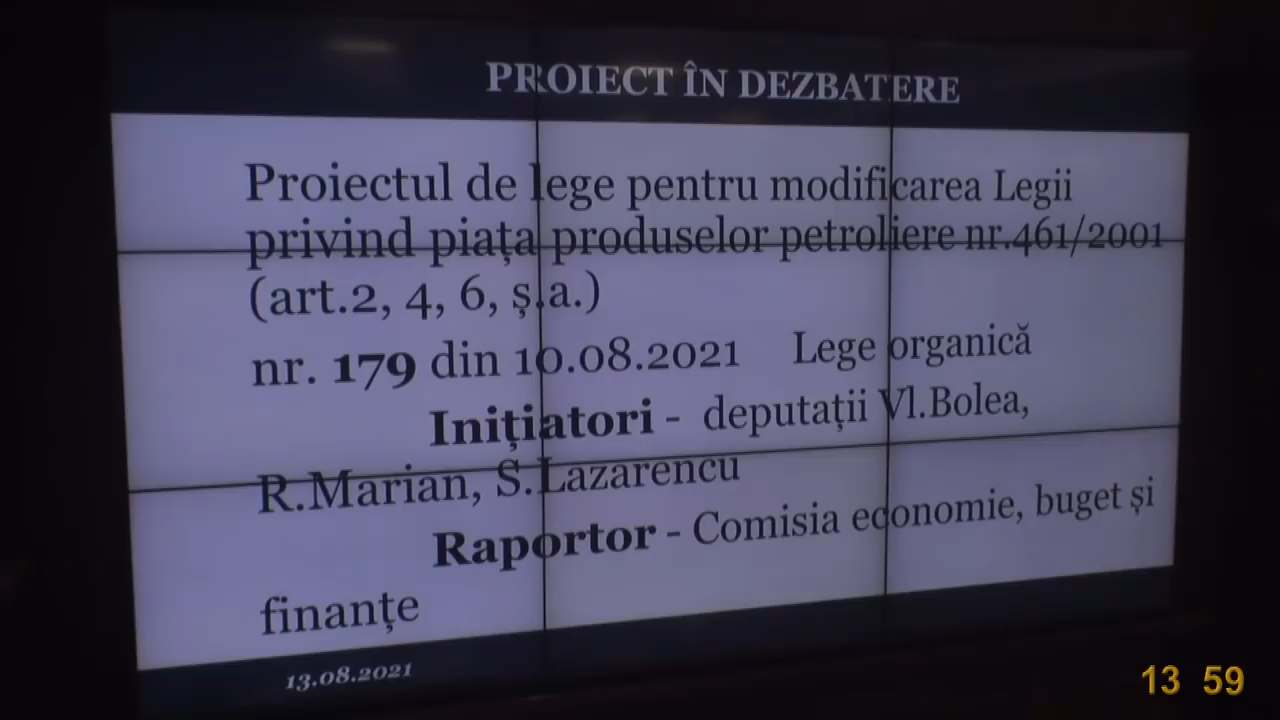 PROIECT ÎN DEZBATERE
Proiectul de lege pentru modificarea Legii
privind piața produselor petroliere nr.461/2001
(art.2, 4, 6, ș.a.)
nr. 179 din 10.08.2021 Lege organică
Inițiatori - deputații Vl.Bolea,
R.Marian, S.Lazarencu
Raportor - Comisia economie, buget și
finanțe
13.08.2021
13 59